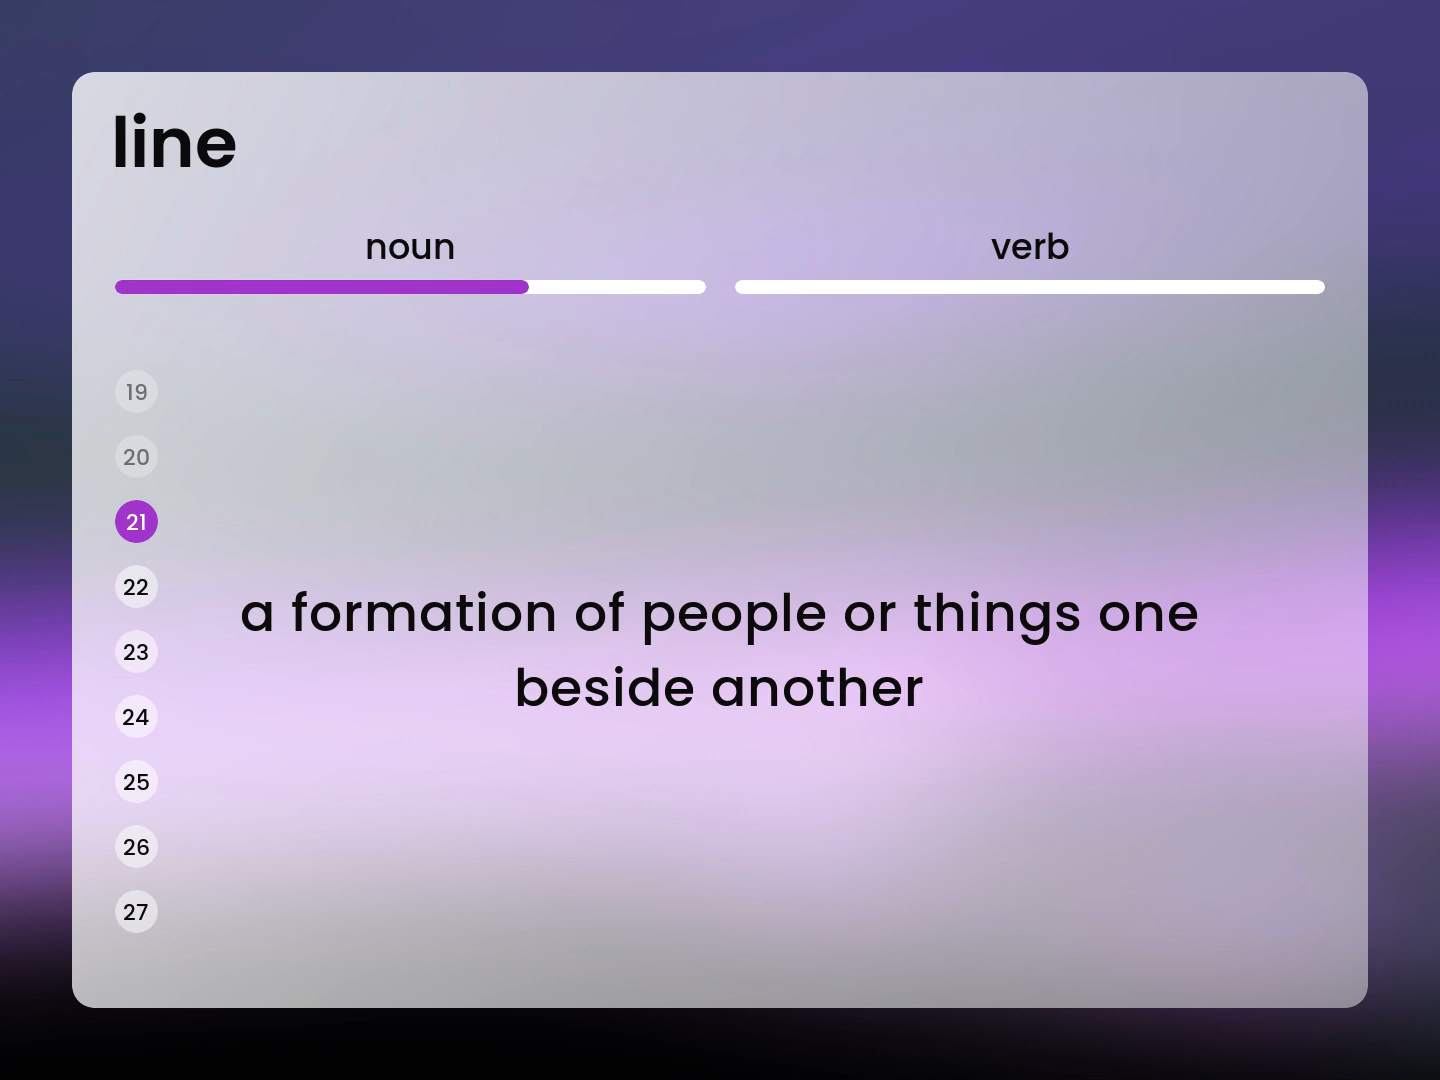 line
noun
verb
19
20
21
22
a formation of people or things one
23
beside another
24
25
26
27